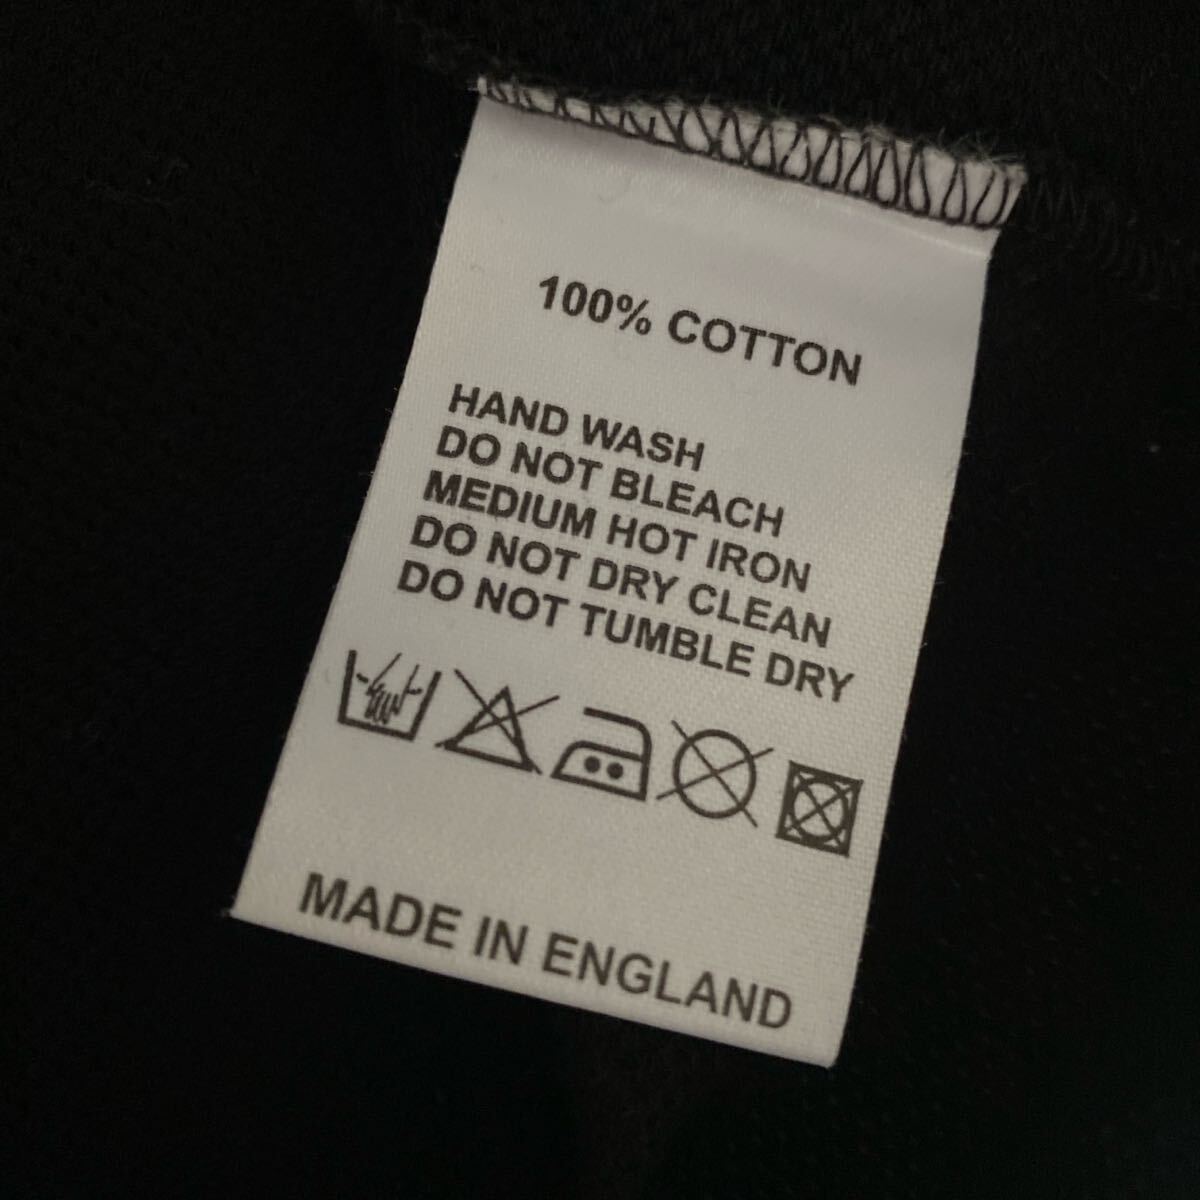 100% COTTON
HAND WASH
DO NOT BLEACH
MEDIUM HOT IRON
DO NOT DRY CLEAN
DO NOT TUMBLE DRY
MADE IN ENGLAND